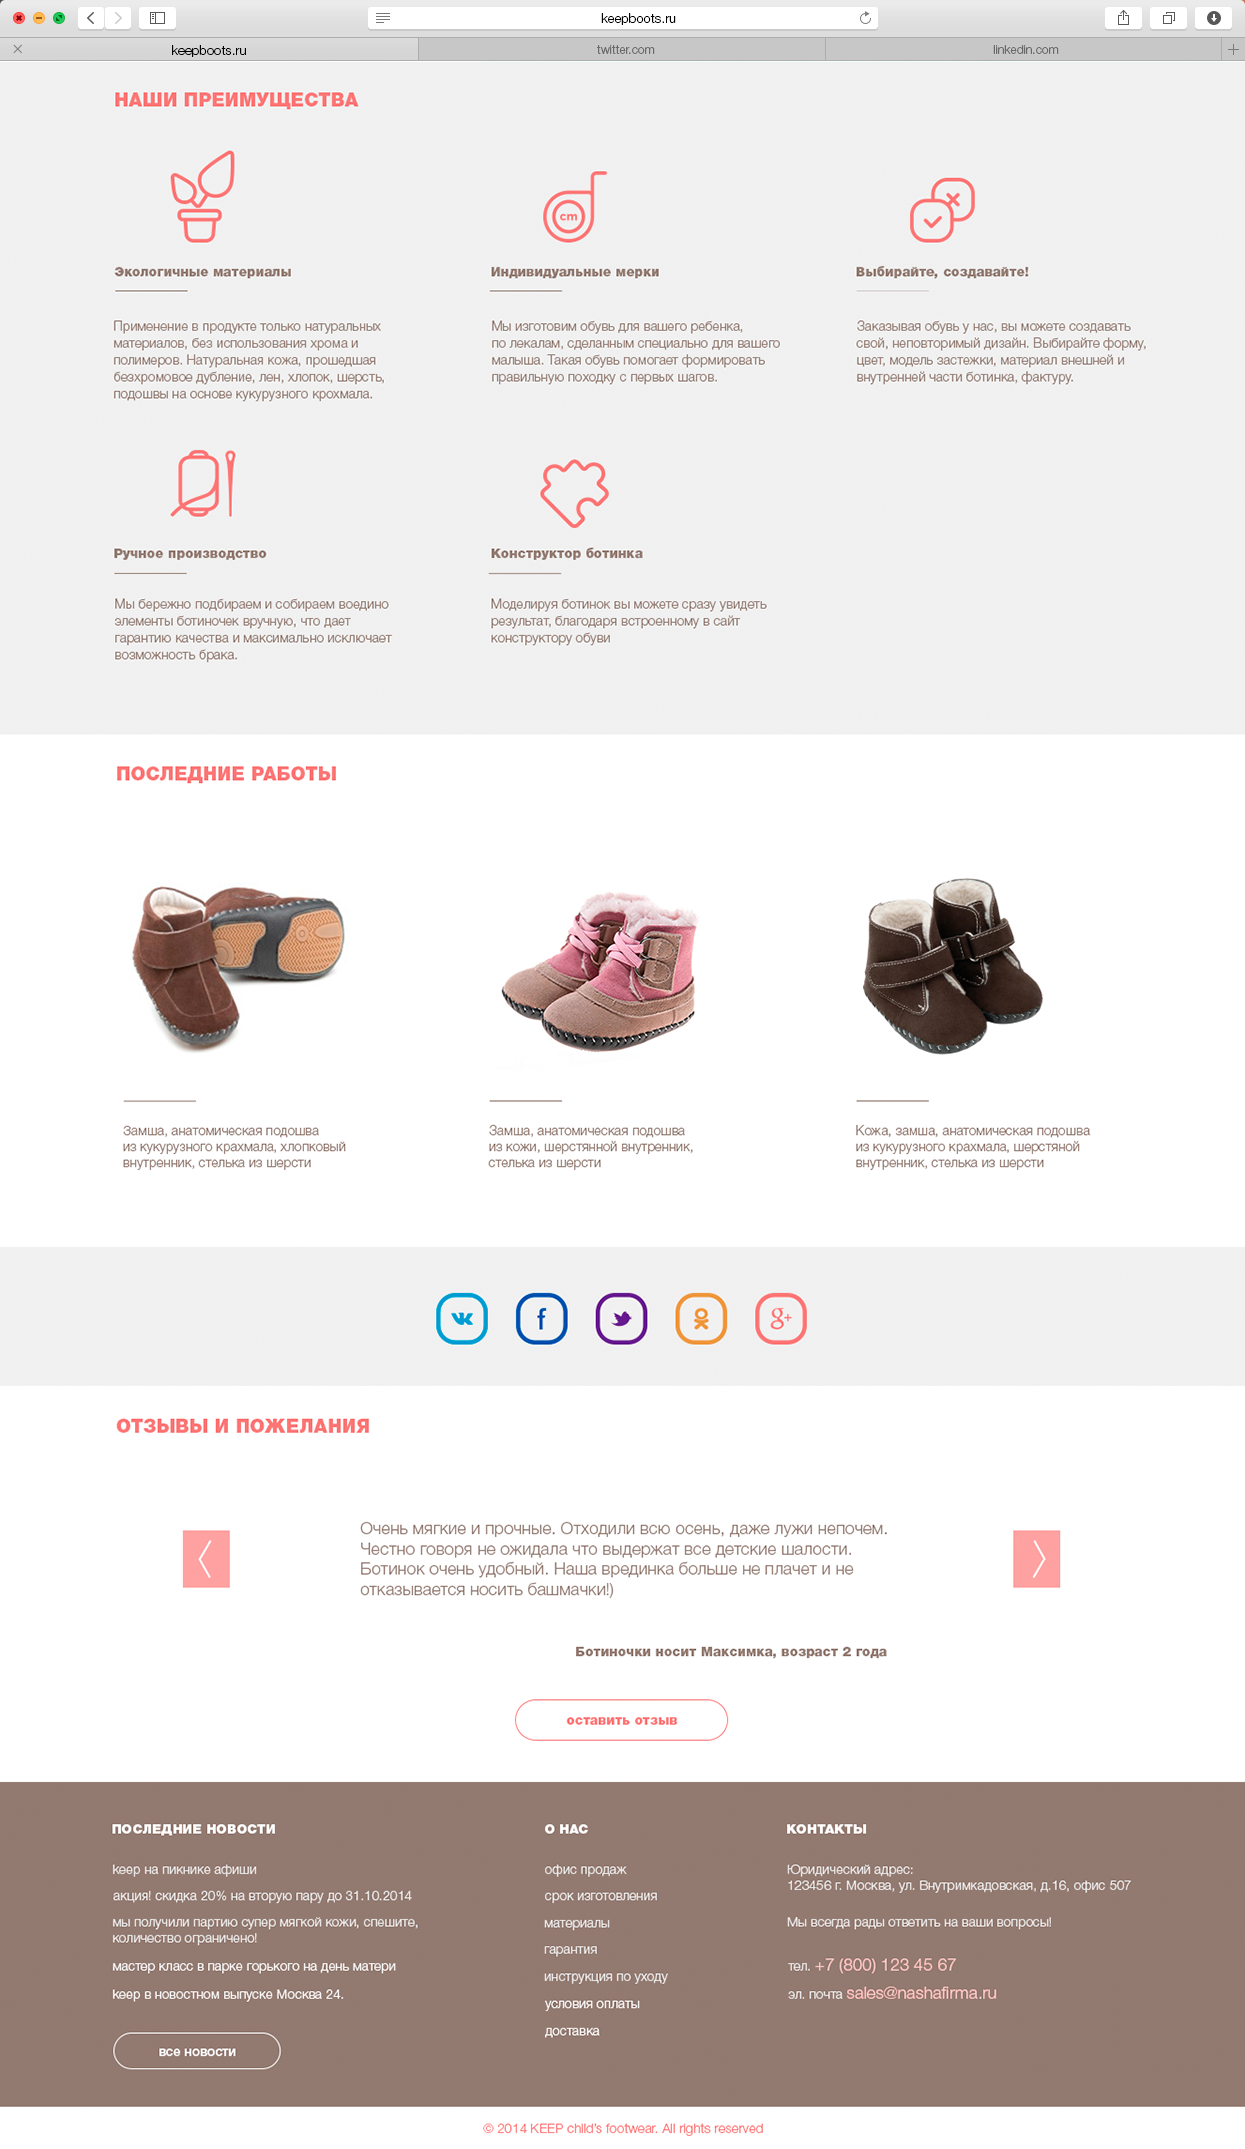 keepboots.ru
keepboots.ru
twitter.com
linkedin.com
НАШИ ПРЕИМУЩЕСТВА
cm
Экологичные материалы
Применение в продукте только натуральных
материалов, без использования хрома и
полимеров. Натуральная кожа, прошедшая
безхромовое дубление, лен, хлопок, шерсть,
подошвы на основе кукурузного крохмала.
Индивидуальные мерки
Мы изготовим обувь для вашего ребенка,
по лекалам, сделанным специально для вашего
малыша. Такая обувь помогает формировать
правильную походку с первых шагов.
Выбирайте, создавайте!
Заказывая обувь у нас, вы можете создавать
свой, неповторимый дизайн. Выбирайте форму,
цвет, модель застежки, материал внешней и
внутренней части ботинка, фактуру.
Ручное производство
Мы бережно подбираем и собираем воедино
элементы ботиночек вручную, что дает
гарантию качества и максимально исключает
возможность брака.
Конструктор ботинка
Моделируя ботинок вы можете сразу увидеть
результат, благодаря встроенному в сайт
конструктору обуви
ПОСЛЕДНИЕ РАБОТЫ
Замша, анатомическая подошва
из кукурузного крахмала, хлопковый
внутренник, стелька из шерсти
Замша, анатомическая подошва
из кожи, шерстянной внутренник,
стелька из шерсти
Кожа, замша, анатомическая подошва
из кукурузного крахмала, шерстяной
внутренник, стелька из шерсти
f
g+
ОТЗЫВЫ И ПОЖЕЛАНИЯ
Очень мягкие и прочные. Отходили всю осень, даже лужи непочем.
Честно говоря не ожидала что выдержат все детские шалости.
Ботинок очень удобный. Наша врединка больше не плачет и не
отказывается носить башмачки!)
Ботиночки носит Максимка, возраст 2 года
оставить отзыв
ПОСЛЕДНИЕ НОВОСТИ
keep на пикнике афиши
акция! скидка 20% на вторую пару до 31.10.2014
мы получили партию супер мягкой кожи, спешите,
количество ограничено!
мастер класс в парке горького на день матери
keep в новостном выпуске Москва 24.
все новости
О НАС
офис продаж
срок изготовления
материалы
гарантия
инструкция по уходу
условия оплаты
доставка
КОНТАКТЫ
Юридический адрес:
123456 г. Москва, ул. Внутримкадовская, д.16, офис 507
Мы всегда рады ответить на ваши вопросы!
тел. +7 (800) 123 45 67
эл. почта sales@nashafirma.ru
© 2014 KEEP child's footwear. All rights reserved